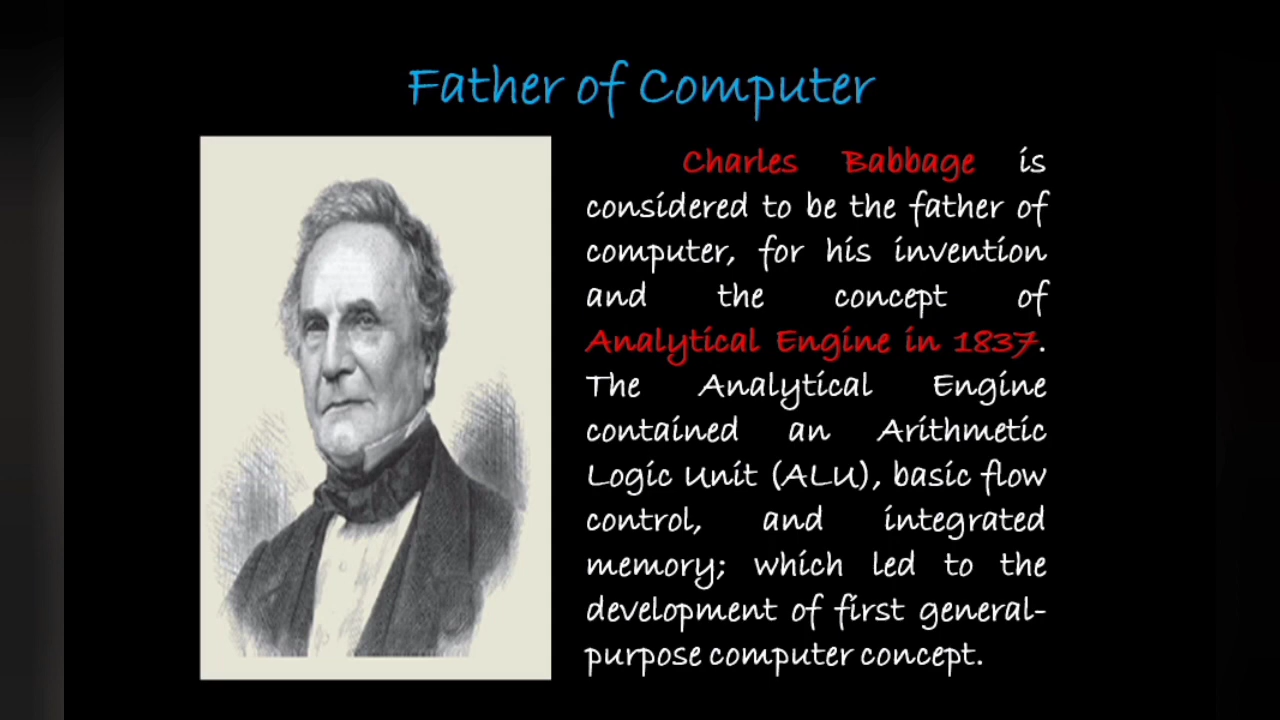 Father of Computer
Charles Babbage is
considered to be the father of
computer, for his invention
and the concept of
Analytical Engine in 1837.
The Analytical Engine
contained an Arithmetic
Logic Unit (ALU), basic flow
control, and integrated
memory; which led to the
development of first general-
purpose computer concept.